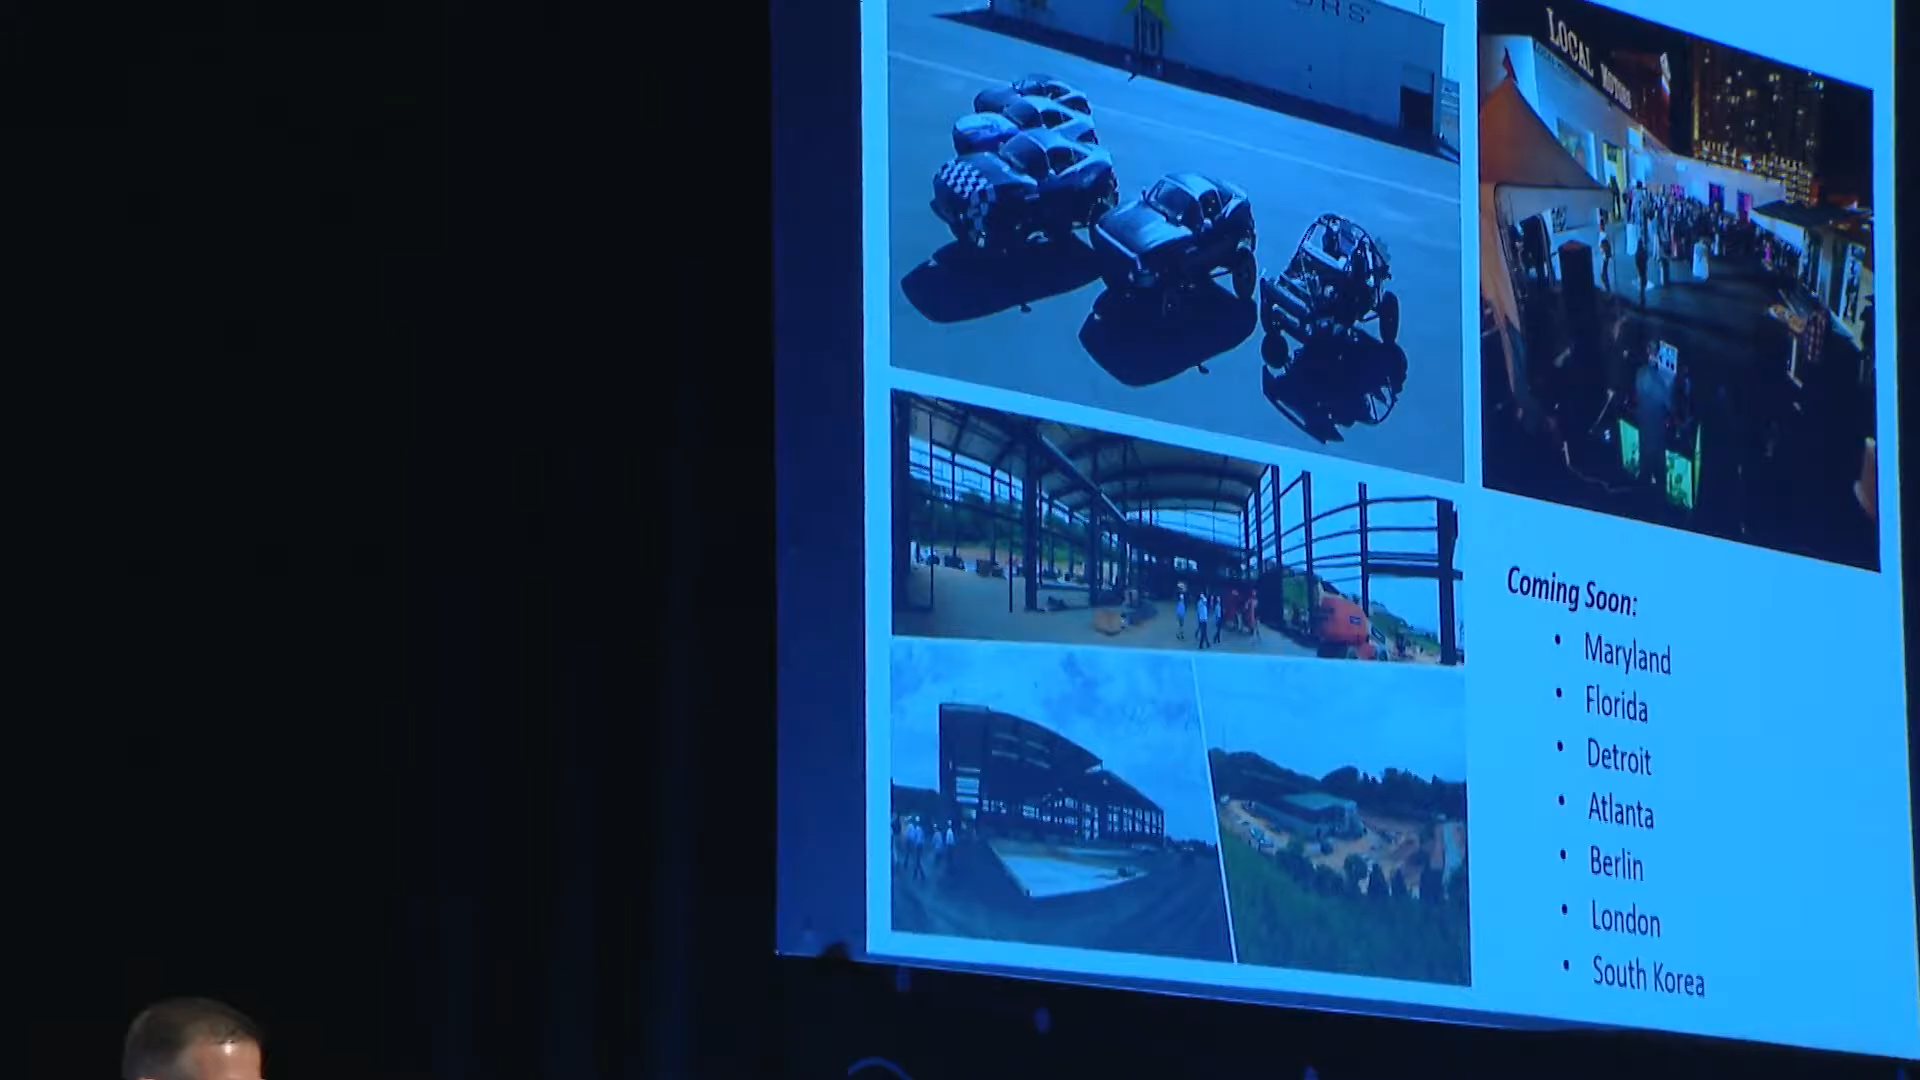 LOCAL
MOTORS
Coming Soon:
• Maryland
• Florida
• Detroit
• Atlanta
• Berlin
• London
• South Korea